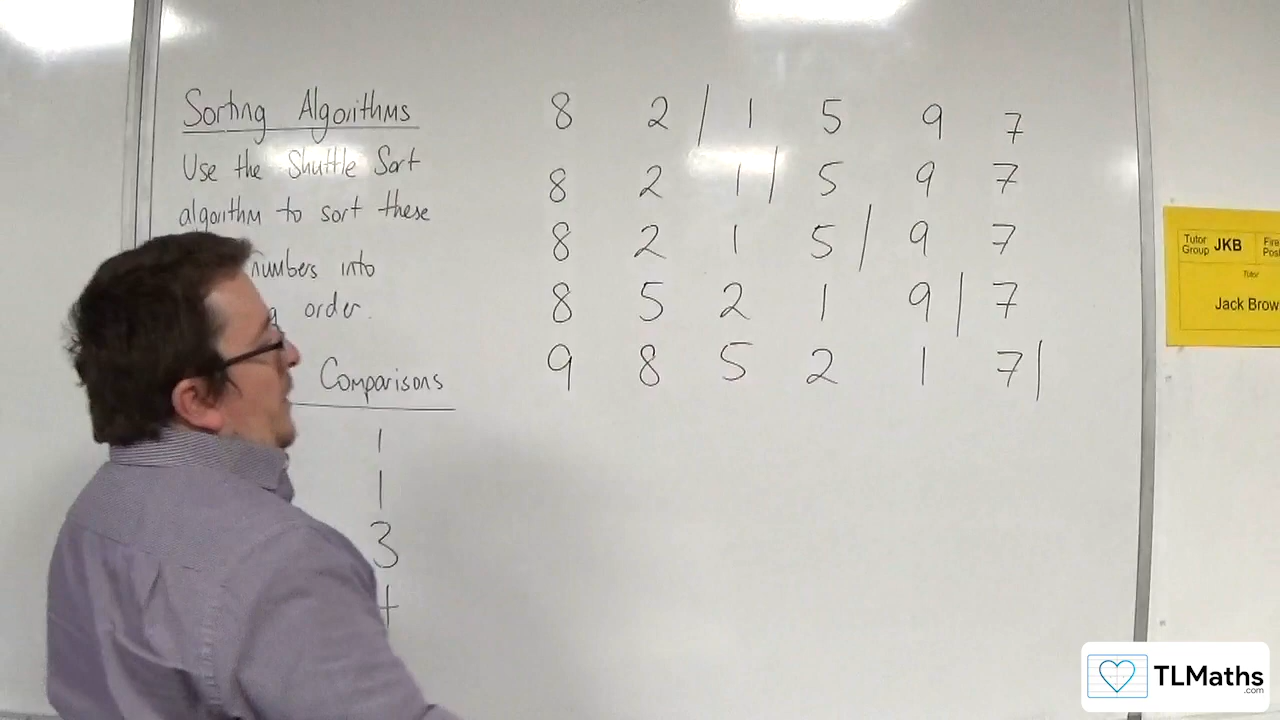 Sorting Algorithms
Use the Shuttle Sort
algorithm to sort these
numbers into
order.
Comparisons
1
1
3
8 2 / 1 5 9 7
8 2 1 / 5 9 7
8 2 1 5 / 9 7
8 5 2 1 9 | 7
9 8 5 2 1 7 |
Tutor Group JKB
Tutor
Jack Brow
TLMaths
.com